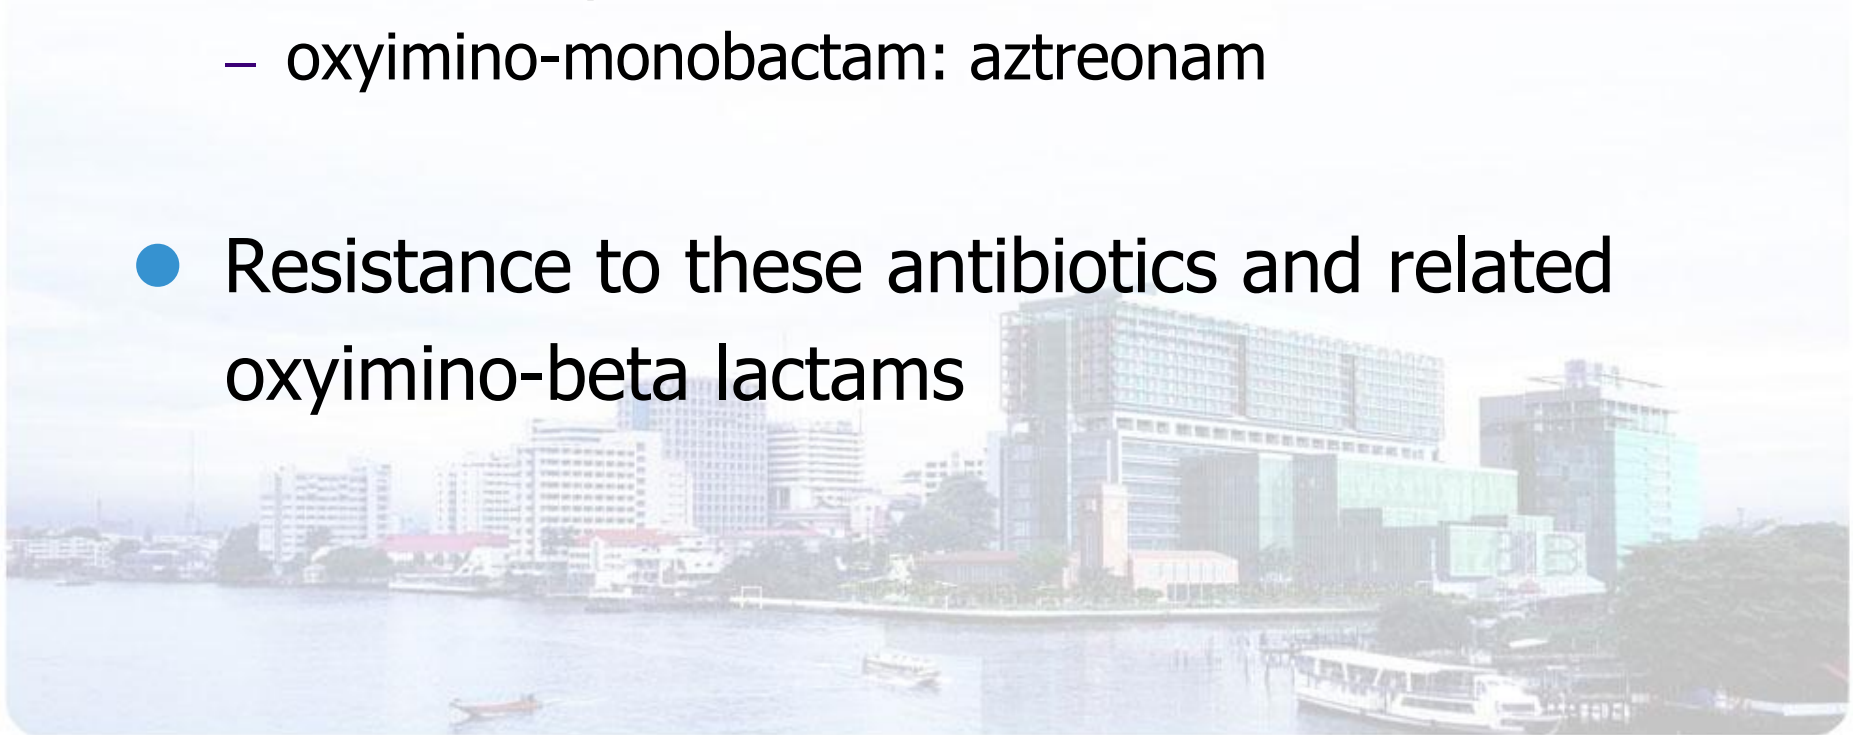 – oxyimino-monobactam: aztreonam
● Resistance to these antibiotics and related
oxyimino-beta lactams